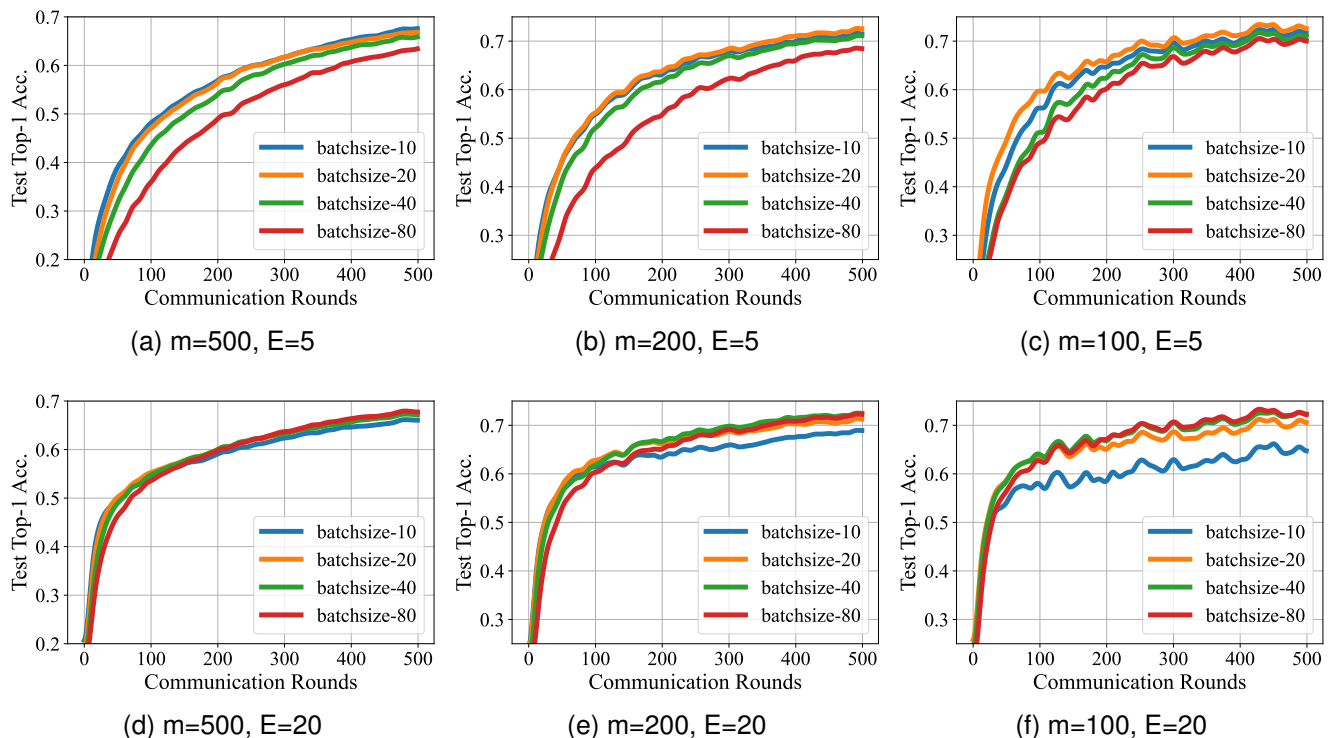 0.7
0.6
0.5
0.4
0.3
0.2
Test Top-1 Acc.
batchsize-10
batchsize-20
batchsize-40
batchsize-80
0 100 200 300 400 500
Communication Rounds
(a) m=500, E=5
0.7
0.6
0.5
0.4
0.3
Test Top-1 Acc.
batchsize-10
batchsize-20
batchsize-40
batchsize-80
0 100 200 300 400 500
Communication Rounds
(b) m=200, E=5
0.7
0.6
0.5
0.4
0.3
Test Top-1 Acc.
batchsize-10
batchsize-20
batchsize-40
batchsize-80
0 100 200 300 400 500
Communication Rounds
(c) m=100, E=5
0.7
0.6
0.5
0.4
0.3
0.2
Test Top-1 Acc.
batchsize-10
batchsize-20
batchsize-40
batchsize-80
0 100 200 300 400 500
Communication Rounds
(d) m=500, E=20
0.7
0.6
0.5
0.4
0.3
Test Top-1 Acc.
batchsize-10
batchsize-20
batchsize-40
batchsize-80
0 100 200 300 400 500
Communication Rounds
(e) m=200, E=20
0.7
0.6
0.5
0.4
0.3
Test Top-1 Acc.
batchsize-10
batchsize-20
batchsize-40
batchsize-80
0 100 200 300 400 500
Communication Rounds
(f) m=100, E=20